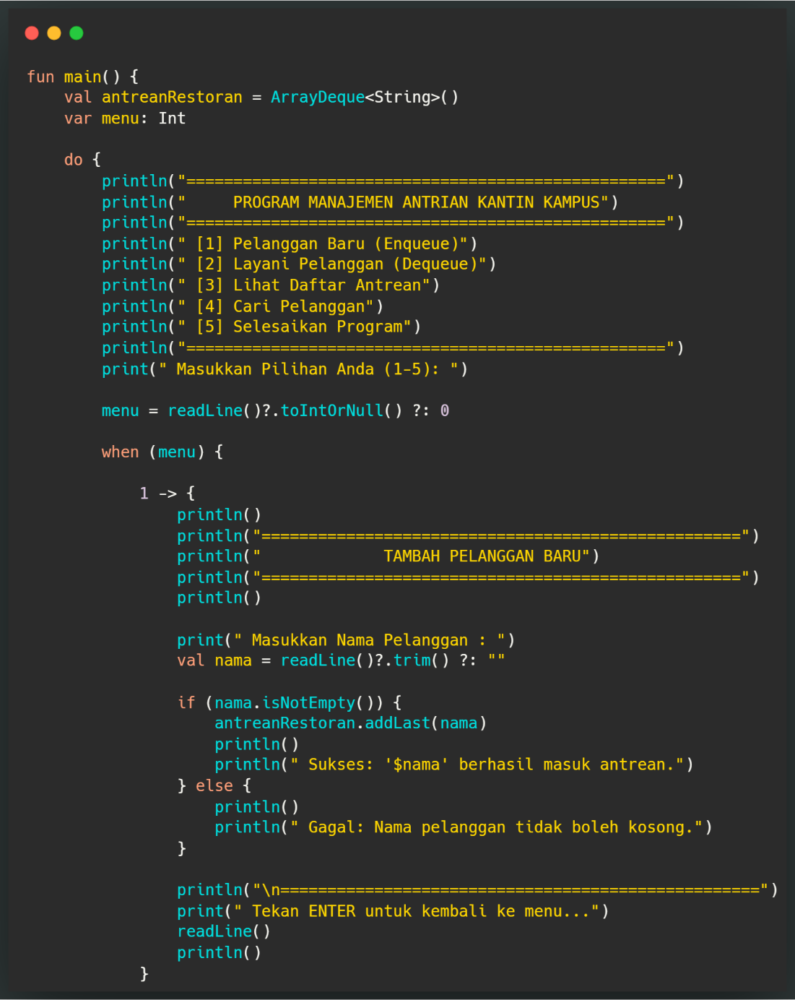 fun main() {
    val antreanRestoran = ArrayDeque<String>()
    var menu: Int

    do {
        println("===================================================")
        println("     PROGRAM MANAJEMEN ANTRIAN KANTIN KAMPUS")
        println("===================================================")
        println(" [1] Pelanggan Baru (Enqueue)")
        println(" [2] Layani Pelanggan (Dequeue)")
        println(" [3] Lihat Daftar Antrean")
        println(" [4] Cari Pelanggan")
        println(" [5] Selesaikan Program")
        println("===================================================")
        print(" Masukkan Pilihan Anda (1-5): ")

        menu = readLine()?.toIntOrNull() ?: 0

        when (menu) {

            1 -> {
                println()
                println("===================================================")
                println("             TAMBAH PELANGGAN BARU")
                println("===================================================")
                println()

                print(" Masukkan Nama Pelanggan : ")
                val nama = readLine()?.trim() ?: ""

                if (nama.isNotEmpty()) {
                    antreanRestoran.addLast(nama)
                    println()
                    println(" Sukses: '$nama' berhasil masuk antrean.")
                } else {
                    println()
                    println(" Gagal: Nama pelanggan tidak boleh kosong.")
                }

                println("\n===================================================")
                print(" Tekan ENTER untuk kembali ke menu...")
                readLine()
                println()
            }